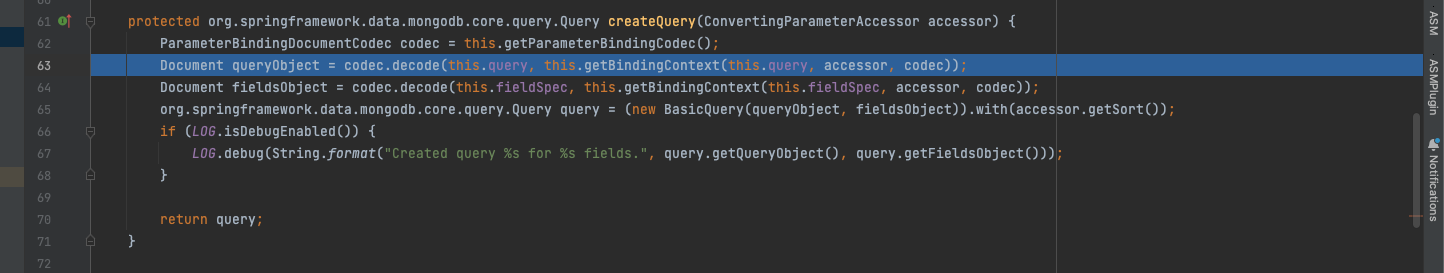 61 protected org.springframework.data.mongodb.core.query.Query createQuery(ConvertingParameterAccessor accessor) {
62 ParameterBindingDocumentCodec codec = this.getParameterBindingCodec();
63 Document queryObject = codec.decode(this.query, this.getBindingContext(this.query, accessor, codec));
64 Document fieldsObject = codec.decode(this.fieldSpec, this.getBindingContext(this.fieldSpec, accessor, codec));
65 org.springframework.data.mongodb.core.query.Query query = (new BasicQuery(queryObject, fieldsObject)).with(accessor.getSort());
66 if (LOG.isDebugEnabled()) {
67 LOG.debug(String.format("Created query %s for %s fields.", query.getQueryObject(), query.getFieldsObject()));
68 }
69
70 return query;
71 }
72
ASM
ASMPlugin
Notifications